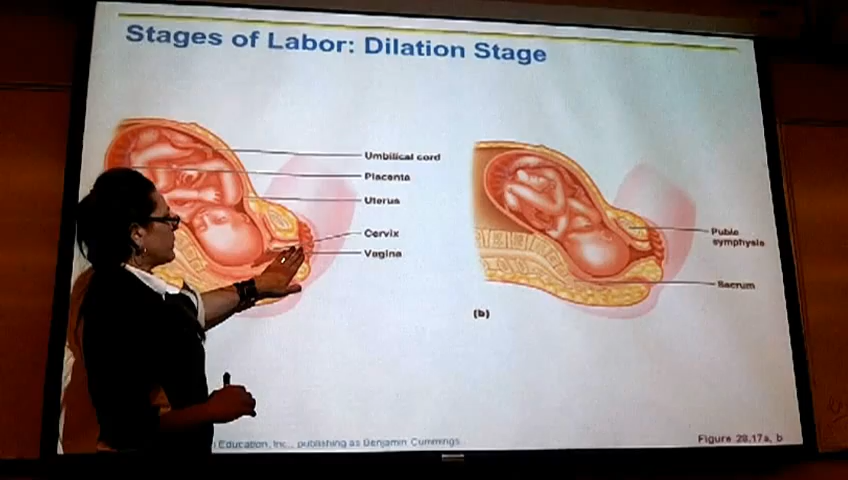 Stages of Labor: Dilation Stage
Umbilical cord
Placenta
Uterus
Cervix
Vagina
Pubic
symphysis
Sacrum
(b)
Education, Inc., publishing as Benjamin Cummings
Figure 28.17a, b